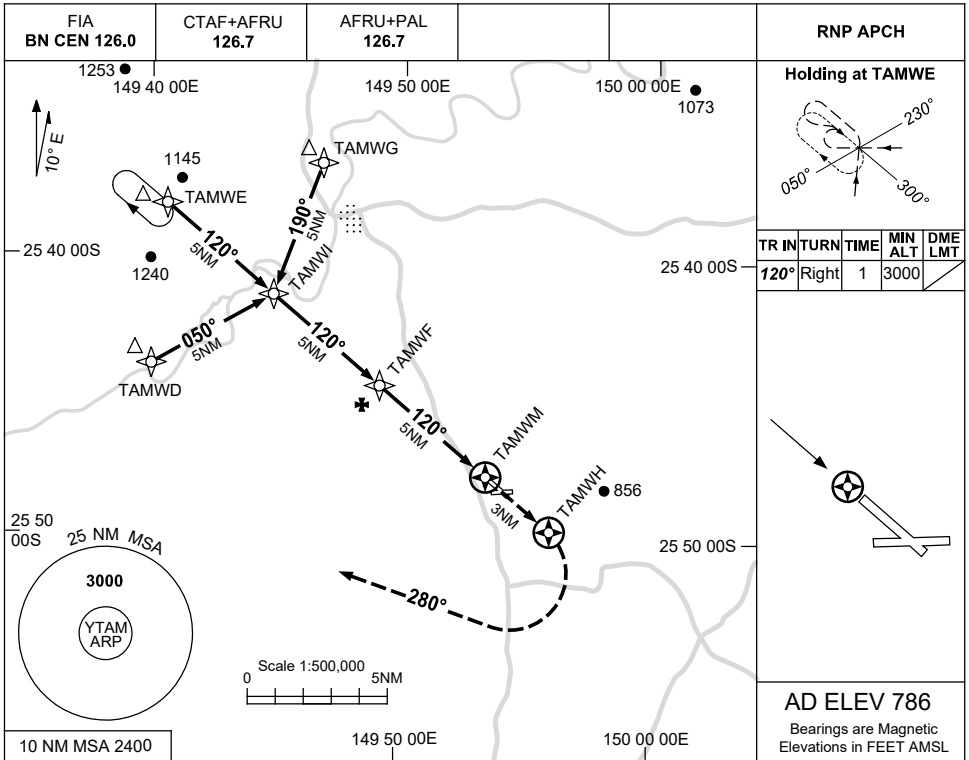 FIA
BN CEN 126.0
CTAF+AFRU
126.7
AFRU+PAL
126.7
RNP APCH
1253
149 40 00E
149 50 00E
150 00 00E
1073
10° E
TAMWG
1145
TAMWE
190°
5NM
120°
5NM
TAMWI
25 40 00S
1240
25 40 00S
050°
5NM
TAMWD
120°
5NM
TAMWF
120°
5NM
TAMWM
TAMWH
856
3NM
25 50
00S
25 NM MSA
3000
YTAM
ARP
25 50 00S
280°
Scale 1:500,000
0
5NM
10 NM MSA 2400
149 50 00E
150 00 00E
Holding at TAMWE
230°
050°
300°
TR IN TURN TIME MIN ALT DME LMT
120° Right 1 3000
AD ELEV 786
Bearings are Magnetic
Elevations in FEET AMSL